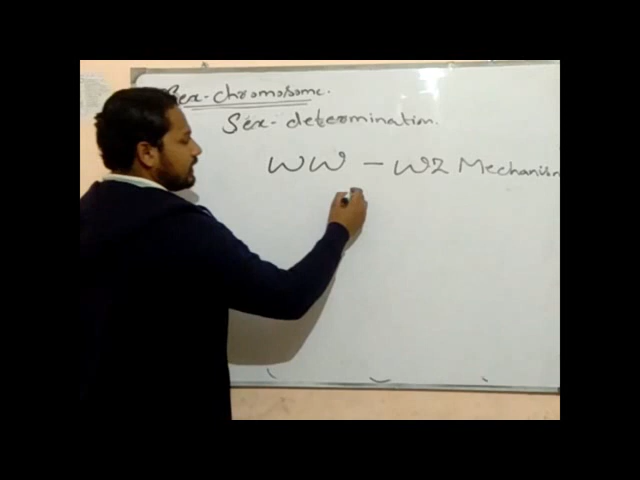 Sex-chromosome.
Sex-determination.
WW - WZ Mechanism